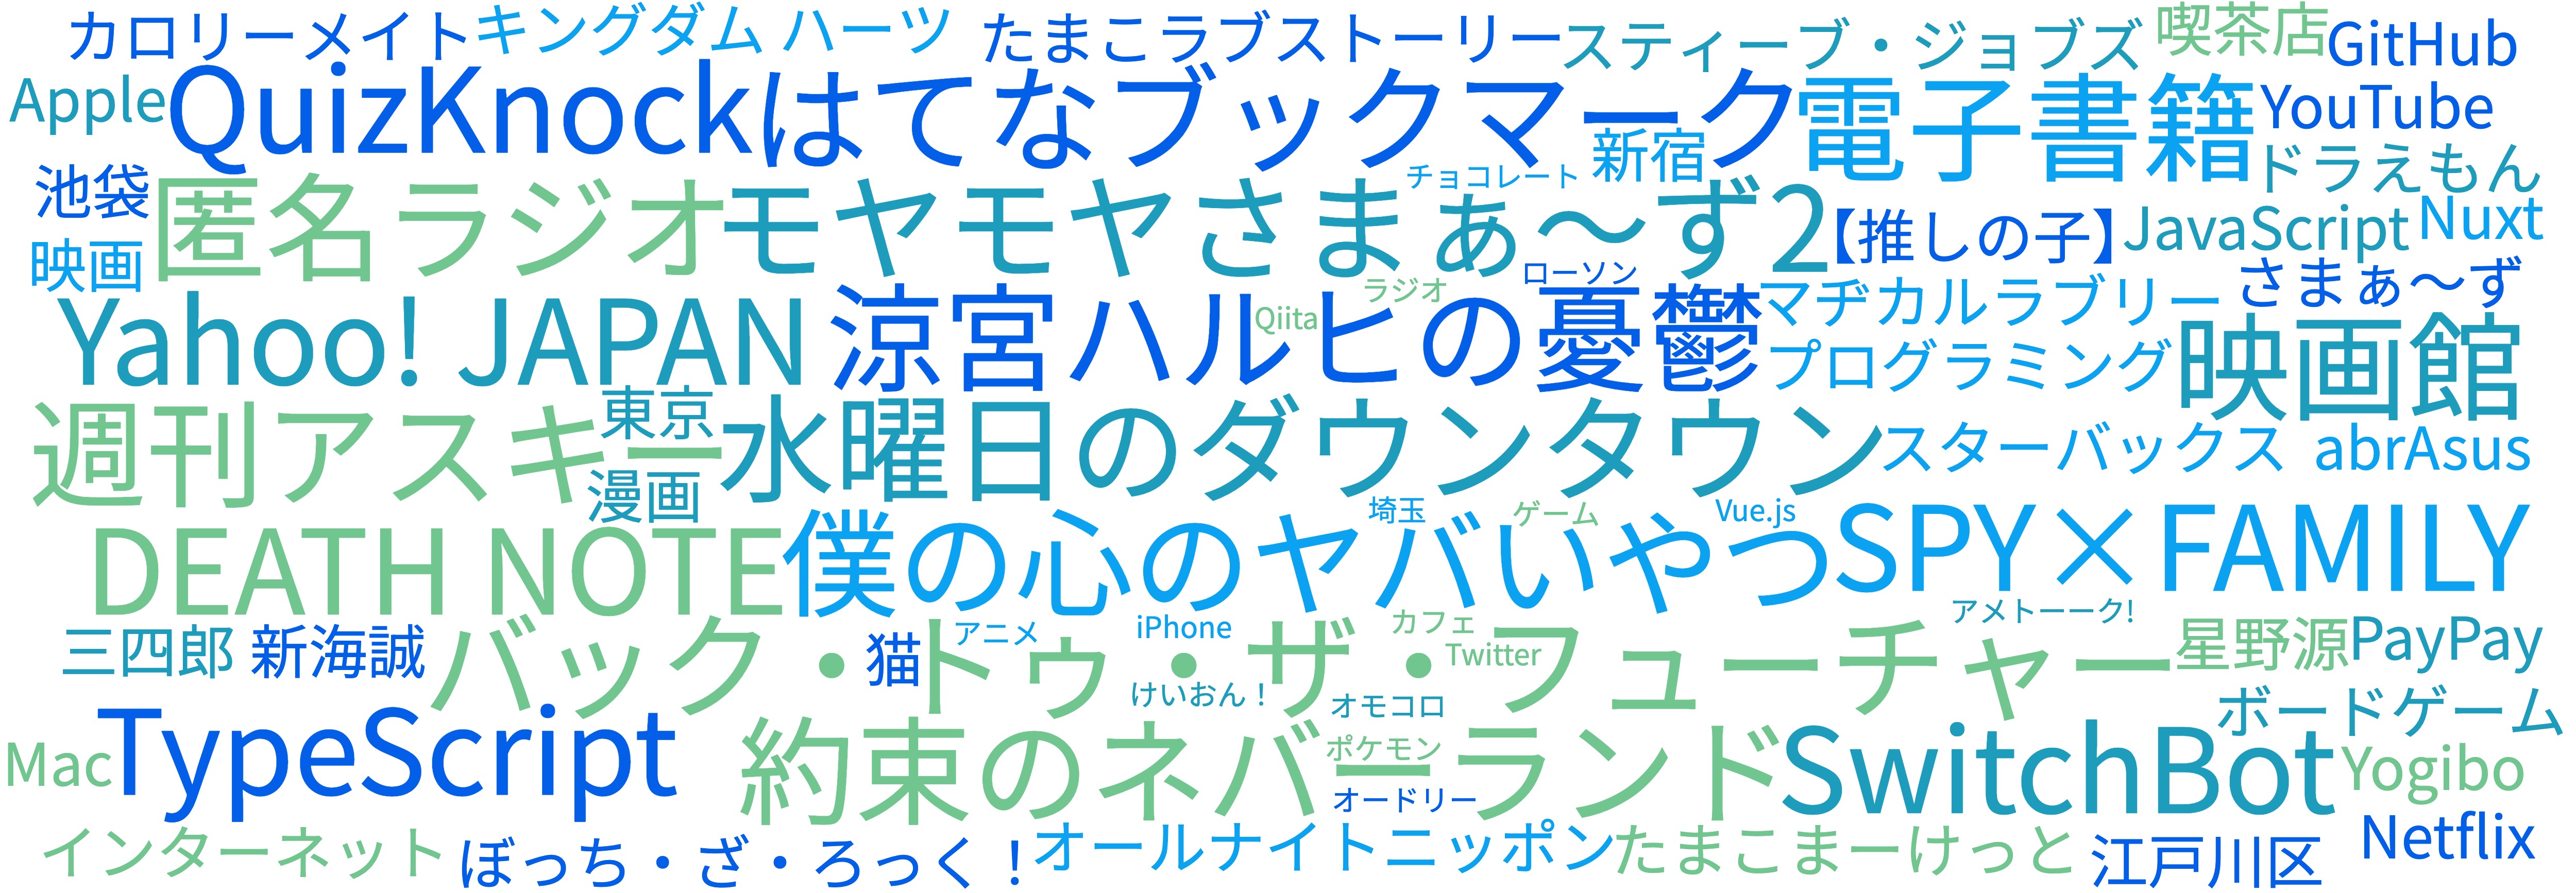 カロリーメイト
キングダム ハーツ
たまこラブストーリー
スティーブ・ジョブズ
喫茶店
GitHub
Apple
QuizKnock
はてなブックマーク
電子書籍
YouTube
新宿
ドラえもん
池袋
匿名ラジオ
モヤモヤさまぁ〜ず2
チョコレート
【推しの子】
JavaScript
Nuxt
映画
ローソン
さまぁ〜ず
Yahoo! JAPAN
涼宮ハルヒの憂鬱
ラジオ
Qiita
マヂカルラブリー
プログラミング
映画館
週刊アスキー
東京
水曜日のダウンタウン
スターバックス
abrAsus
漫画
埼玉
ゲーム
Vue.js
DEATH NOTE
僕の心のヤバいやつ
SPY×FAMILY
三四郎
新海誠
バック・トゥ・ザ・フューチャー
猫
アニメ
iPhone
カフェ
Twitter
アメトーーク!
星野源
PayPay
けいおん！
オモコロ
ボードゲーム
Mac
TypeScript
約束のネバーランド
ポケモン
オードリー
SwitchBot
Yogibo
インターネット
ぼっち・ざ・ろっく！
オールナイトニッポン
たまこまーけっと
江戸川区
Netflix